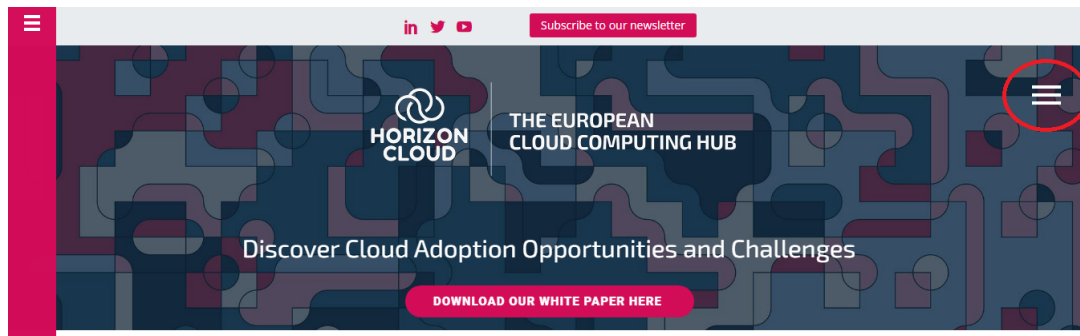 in
Subscribe to our newsletter
HORIZON
CLOUD
THE EUROPEAN
CLOUD COMPUTING HUB
Discover Cloud Adoption Opportunities and Challenges
DOWNLOAD OUR WHITE PAPER HERE